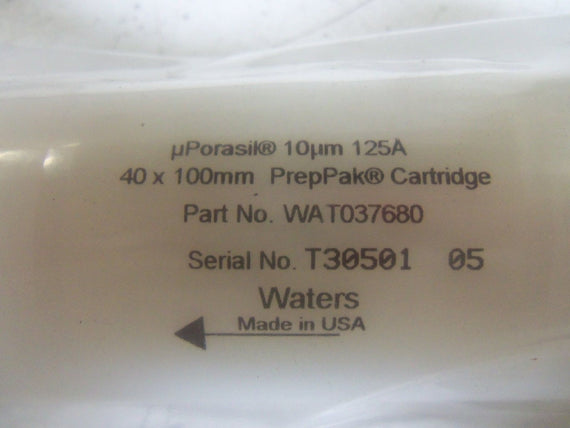 µPorasil® 10µm 125A
40 x 100mm PrepPak® Cartridge
Part No. WAT037680
Serial No. T30501 05
Waters
Made in USA